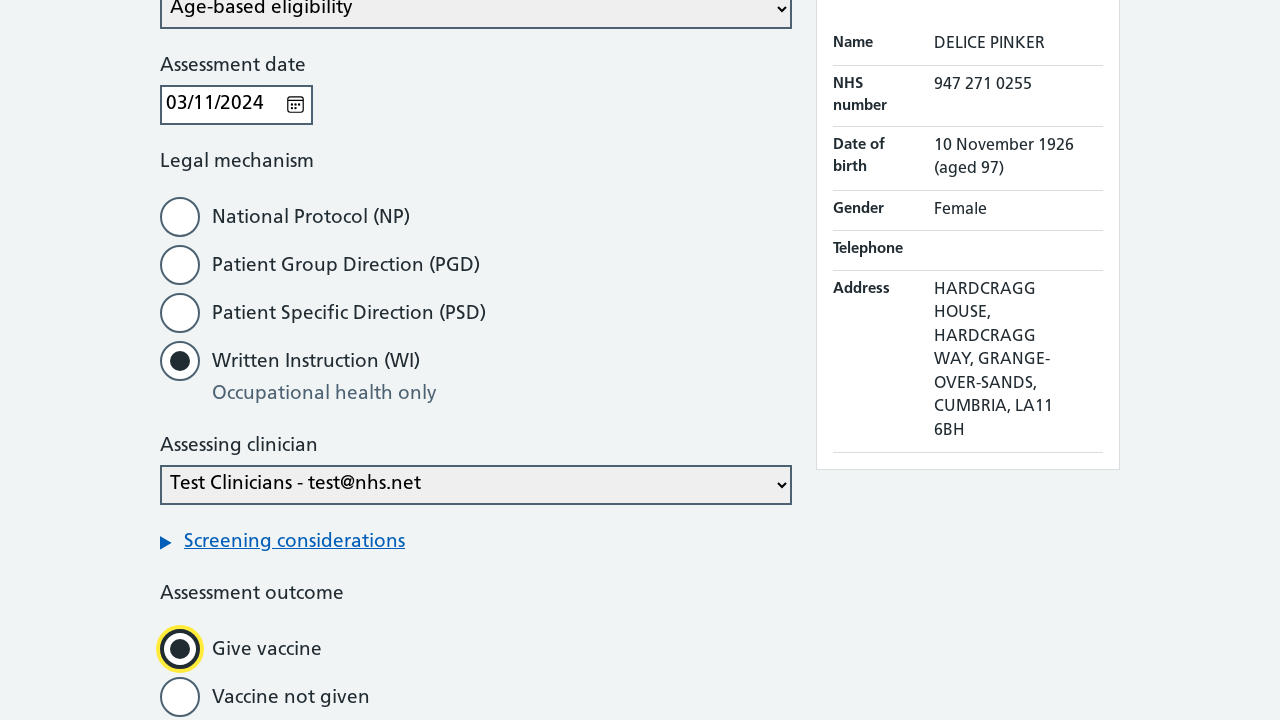 Age-based eligibility
Assessment date
03/11/2024
Legal mechanism
National Protocol (NP)
Patient Group Direction (PGD)
Patient Specific Direction (PSD)
Written Instruction (WI)
Occupational health only
Assessing clinician
Test Clinicians - test@nhs.net
Screening considerations
Assessment outcome
Give vaccine
Vaccine not given
Name DELICE PINKER
NHS number 947 271 0255
Date of birth 10 November 1926
(aged 97)
Gender Female
Telephone
Address HARDCRAGG
HOUSE,
HARDCRAGG
WAY, GRANGE-
OVER-SANDS,
CUMBRIA, LA11
6BH